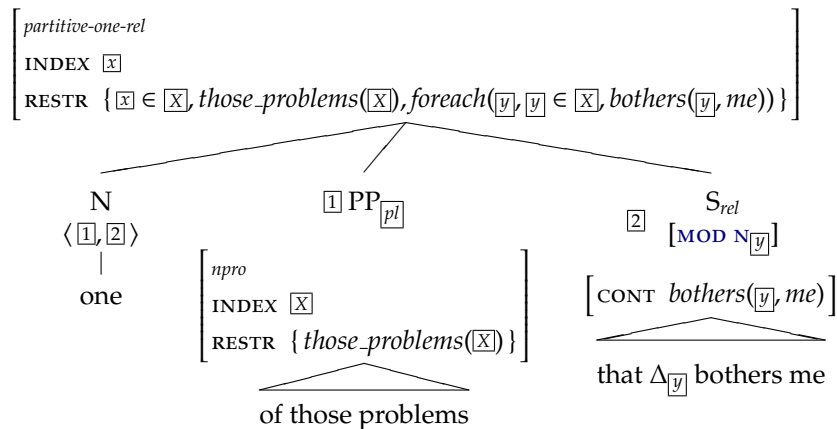 partitive-one-rel
INDEX x
RESTR { x ∈ X, those_problems(X), foreach(y, y ∈ X, bothers(y, me)) }
N 1 PP pl 2 S rel
⟨ 1, 2 ⟩ [MOD N y]
one
npro
INDEX X
RESTR { those_problems(X) }
[CONT bothers(y, me)]
of those problems
that Δ y bothers me